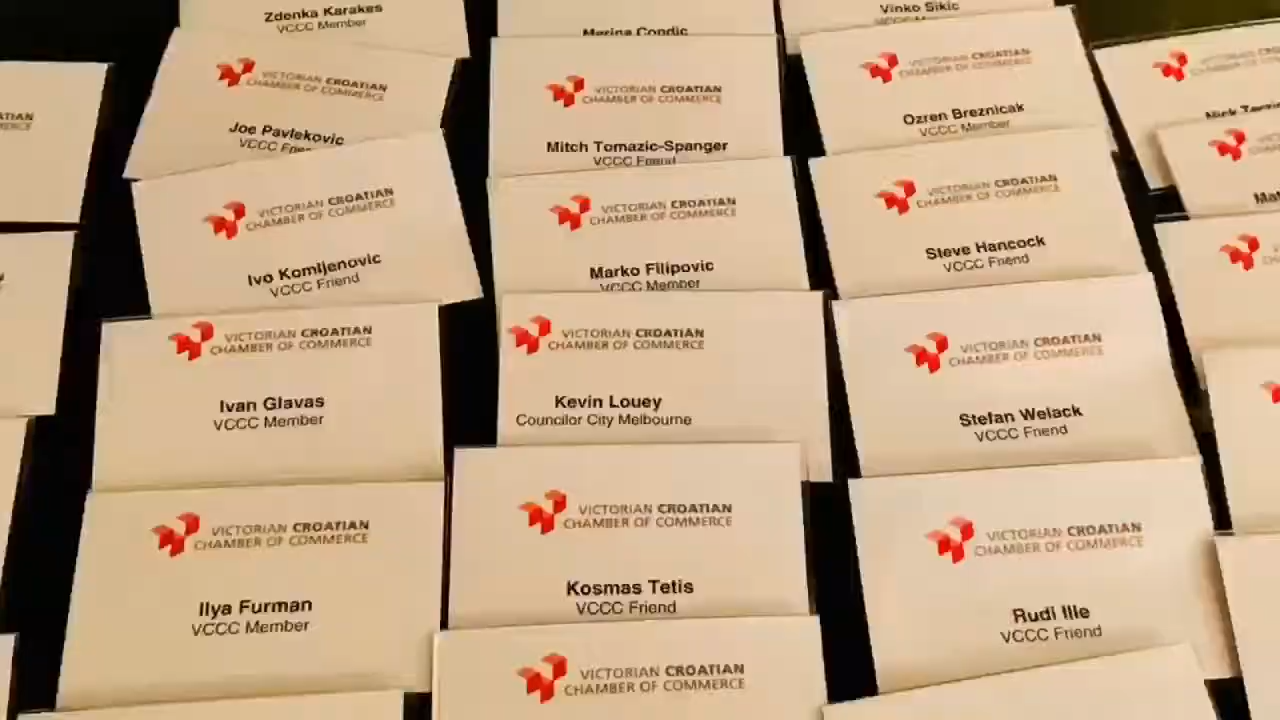 Zdenka Karakas
VCCC Member
Vinko Sikic
VCCC
VICTORIAN CROATIAN
CHAMBER OF COMMERCE
Joe Pavlekovic
VCCC
VICTORIAN CROATIAN
CHAMBER OF COMMERCE
Mitch Tomazic-Spanger
VCCC Friend
VICTORIAN CROATIAN
CHAMBER OF COMMERCE
Ozren Breznicak
VCCC Member
VICTORIAN CROATIAN
CHAMBER OF COMMERCE
Ivo Komljenovic
VCCC Friend
VICTORIAN CROATIAN
CHAMBER OF COMMERCE
Marko Filipovic
VCCC Member
VICTORIAN CROATIAN
CHAMBER OF COMMERCE
Steve Hancock
VCCC Friend
VICTORIAN CROATIAN
CHAMBER OF COMMERCE
Ivan Glavas
VCCC Member
VICTORIAN CROATIAN
CHAMBER OF COMMERCE
Kevin Louey
Councilor City Melbourne
VICTORIAN CROATIAN
CHAMBER OF COMMERCE
Stefan Welack
VCCC Friend
VICTORIAN CROATIAN
CHAMBER OF COMMERCE
Ilya Furman
VCCC Member
VICTORIAN CROATIAN
CHAMBER OF COMMERCE
Kosmas Tetis
VCCC Friend
VICTORIAN CROATIAN
CHAMBER OF COMMERCE
Rudi Ilie
VCCC Friend
VICTORIAN CROATIAN
CHAMBER OF COMMERCE